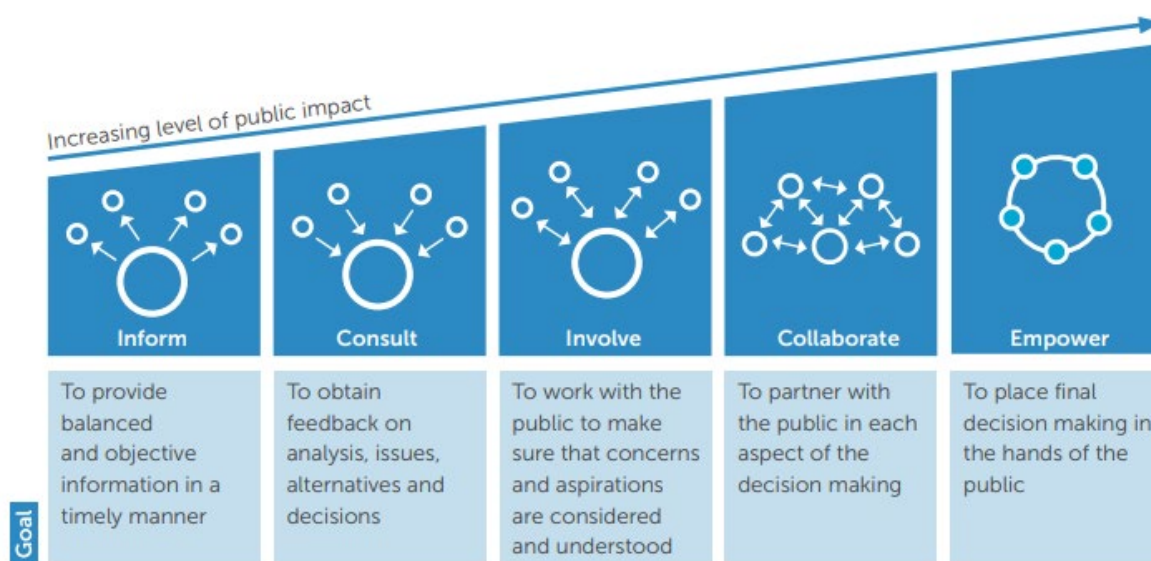 Increasing level of public impact
Inform
Consult
Involve
Collaborate
Empower
Goal
To provide
balanced
and objective
information in a
timely manner
To obtain
feedback on
analysis, issues,
alternatives and
decisions
To work with the
public to make
sure that concerns
and aspirations
are considered
and understood
To partner with
the public in each
aspect of the
decision making
To place final
decision making in
the hands of the
public